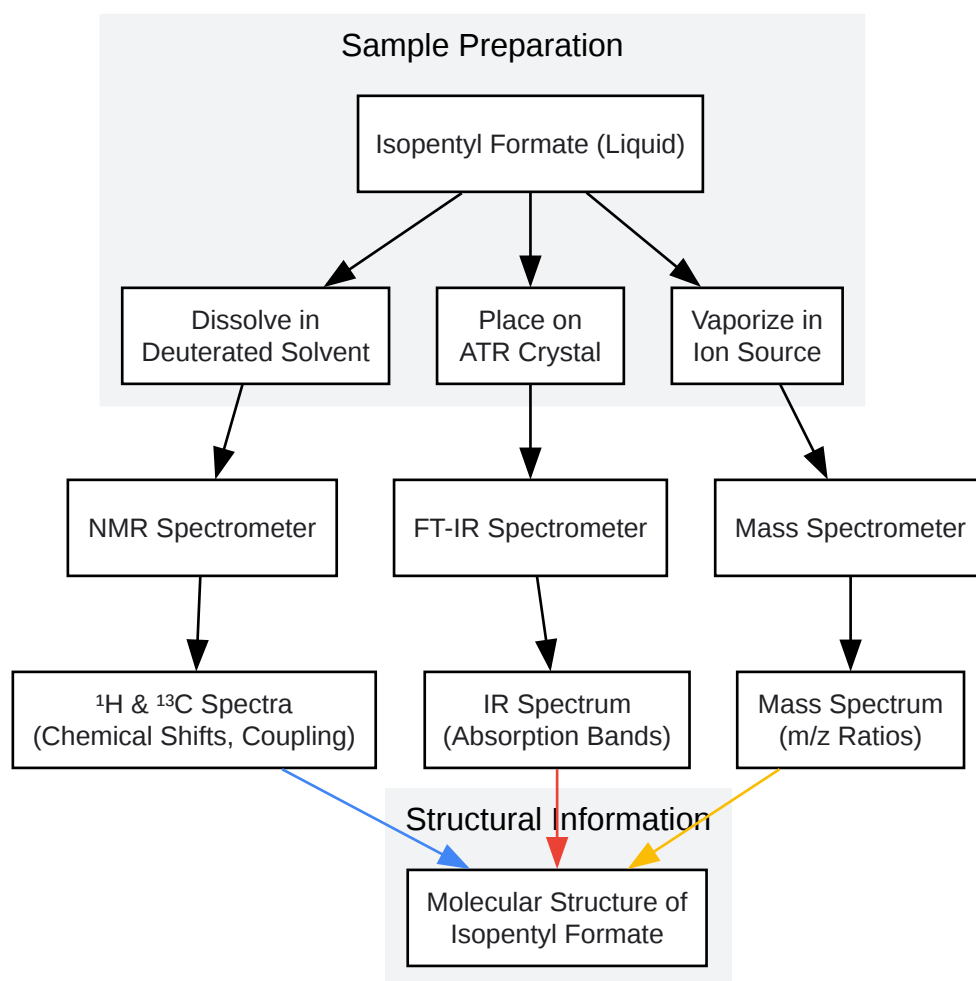 Sample Preparation
Isopentyl Formate (Liquid)
Dissolve in
Deuterated Solvent
Place on
ATR Crystal
Vaporize in
Ion Source
NMR Spectrometer
FT-IR Spectrometer
Mass Spectrometer
¹H & ¹³C Spectra
(Chemical Shifts, Coupling)
IR Spectrum
(Absorption Bands)
Mass Spectrum
(m/z Ratios)
Structural Information
Molecular Structure of
Isopentyl Formate